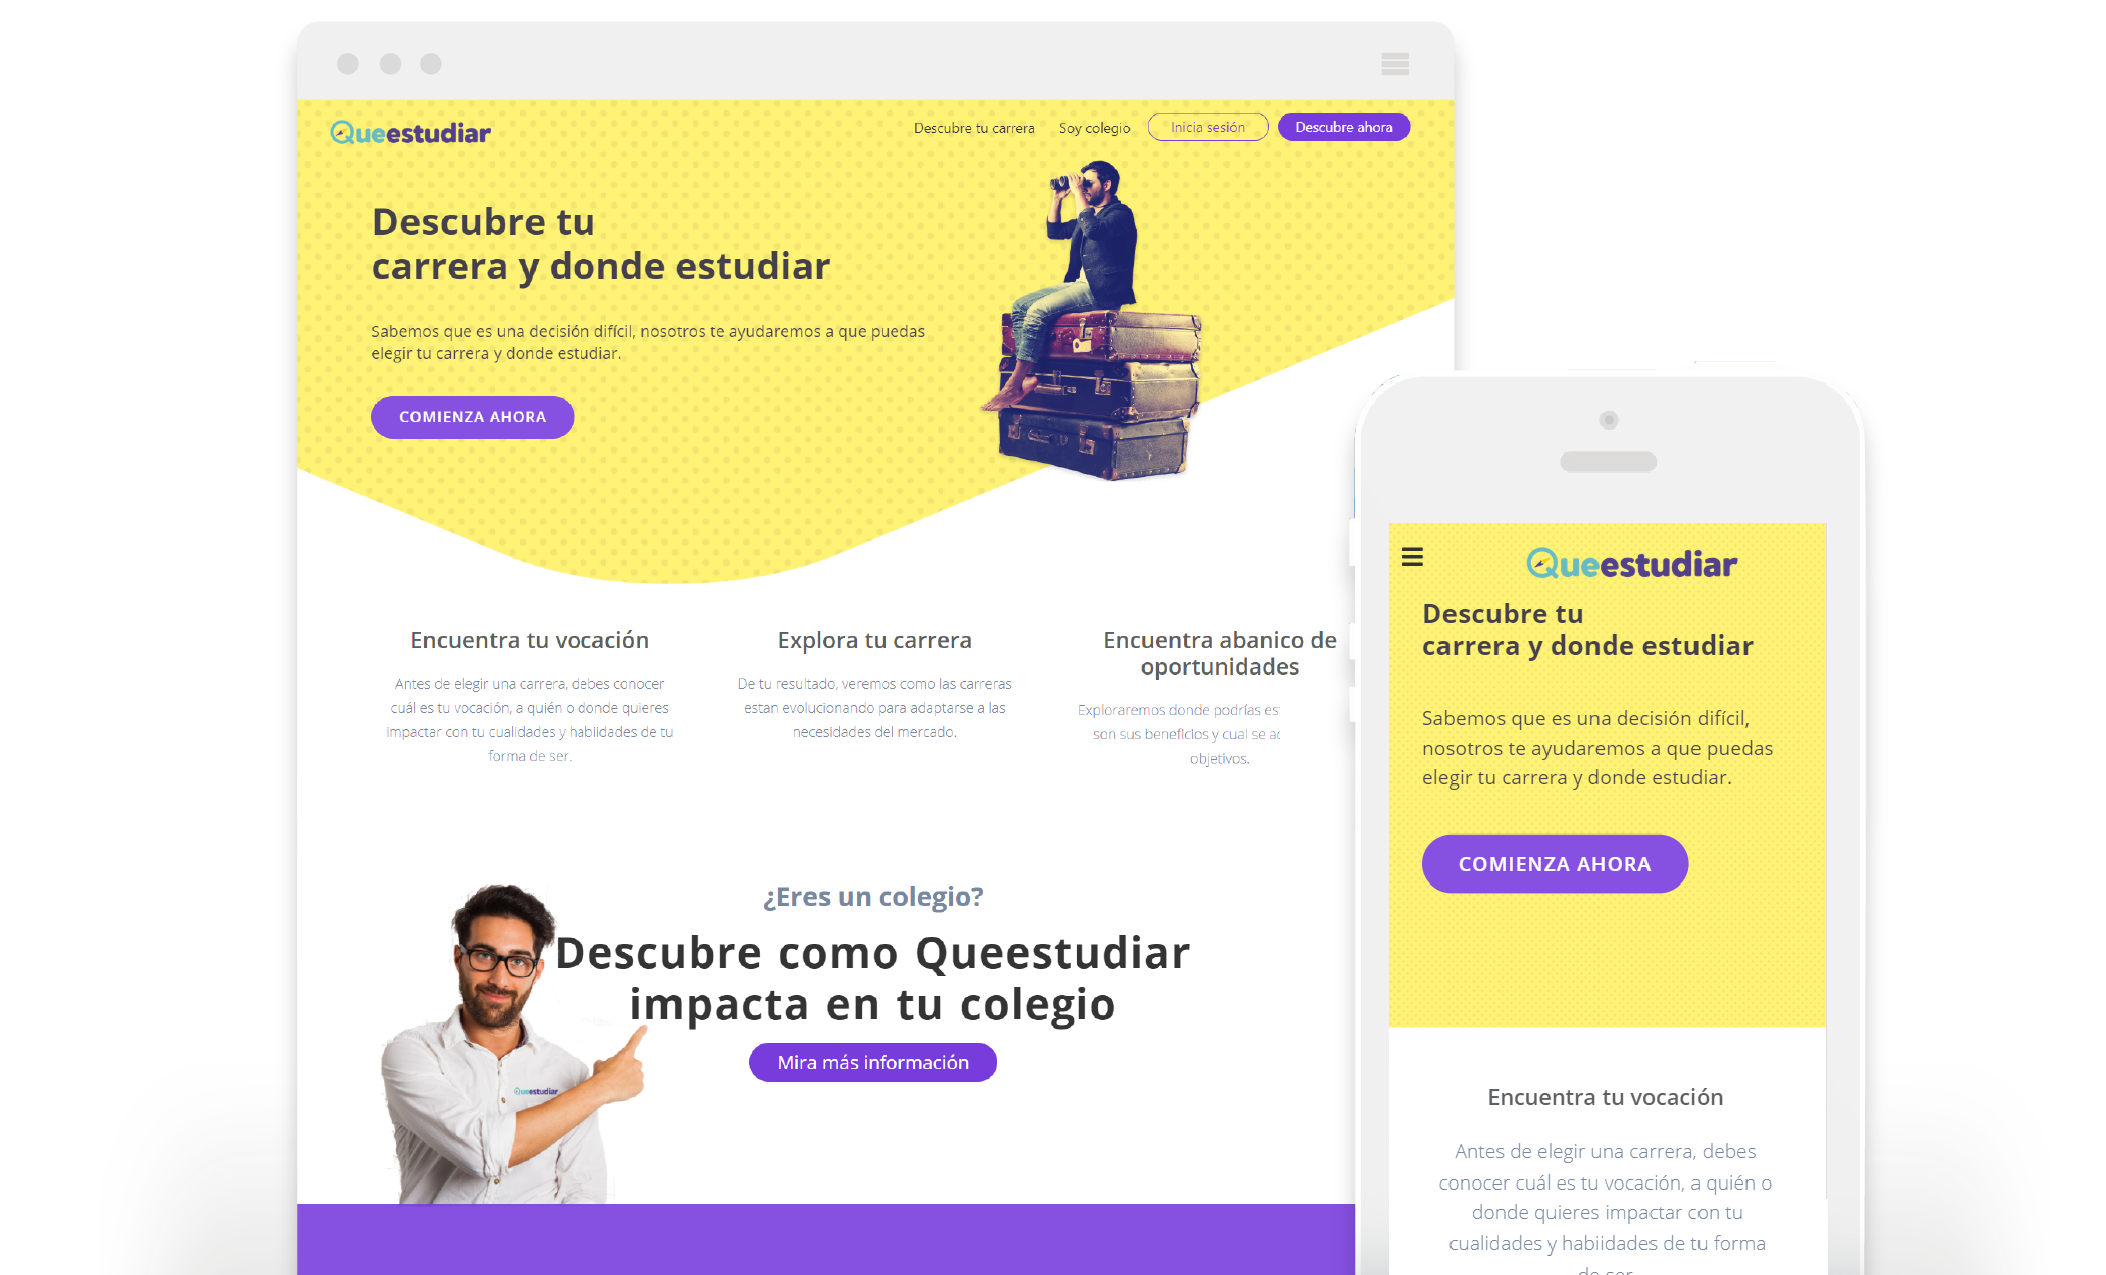 Queestudiar
Descubre tu carrera
Soy colegio
Inicia sesión
Descubre ahora
Descubre tu
carrera y donde estudiar
Sabemos que es una decisión difícil, nosotros te ayudaremos a que puedas
elegir tu carrera y donde estudiar.
COMIENZA AHORA
Encuentra tu vocación
Antes de elegir una carrera, debes conocer
cuál es tu vocación, a quién o donde quieres
impactar con tu cualidades y habiidades de tu
forma de ser.
Explora tu carrera
De tu resultado, veremos como las carreras
estan evolucionando para adaptarse a las
necesidades del mercado.
Encuentra abanico de
oportunidades
Exploraremos donde podrías
son sus beneficios y cual se
objetivos.
¿Eres un colegio?
Descubre como Queestudiar
impacta en tu colegio
Mira más información
Queestudiar
Queestudiar
Descubre tu
carrera y donde estudiar
Sabemos que es una decisión difícil,
nosotros te ayudaremos a que puedas
elegir tu carrera y donde estudiar.
COMIENZA AHORA
Encuentra tu vocación
Antes de elegir una carrera, debes
conocer cuál es tu vocación, a quién o
donde quieres impactar con tu
cualidades y habiidades de tu forma
de ser.